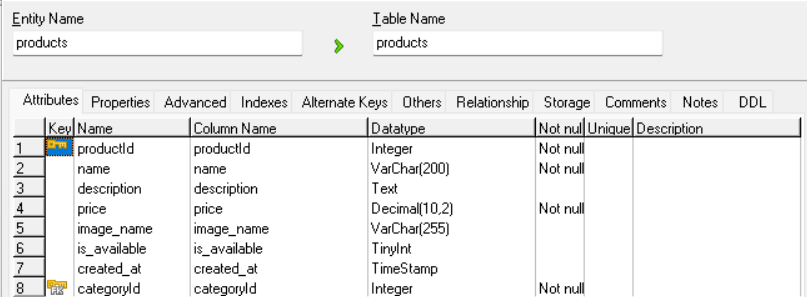 Entity Name Table Name
products products
Attributes Properties Advanced Indexes Alternate Keys Others Relationship Storage Comments Notes DDL
Key Name Column Name Datatype Not nul Unique Description
1 productId productId Integer Not null
2 name name VarChar(200) Not null
3 description description Text
4 price price Decimal(10,2) Not null
5 image_name image_name VarChar(255)
6 is_available is_available TinyInt
7 created_at created_at TimeStamp
8 FK categoryId categoryId Integer Not null